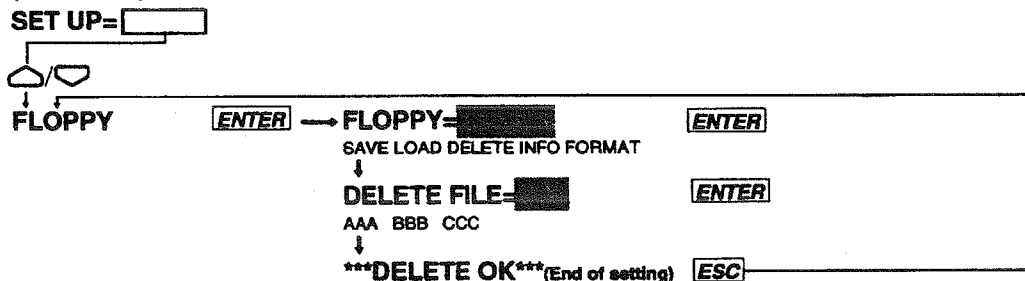 SET UP=
/
FLOPPY ENTER FLOPPY= ENTER
SAVE LOAD DELETE INFO FORMAT
DELETE FILE= ENTER
AAA BBB CCC
***DELETE OK***(End of setting) ESC